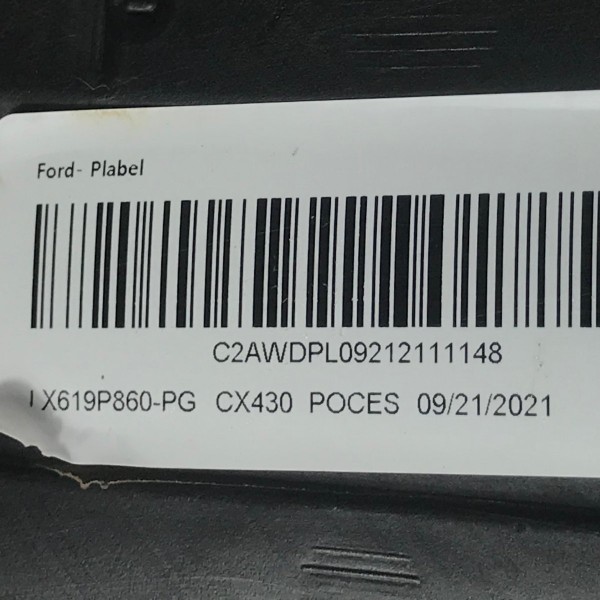 Ford- Plabel
C2AWDPL09212111148
X619P860-PG CX430 POCES 09/21/2021